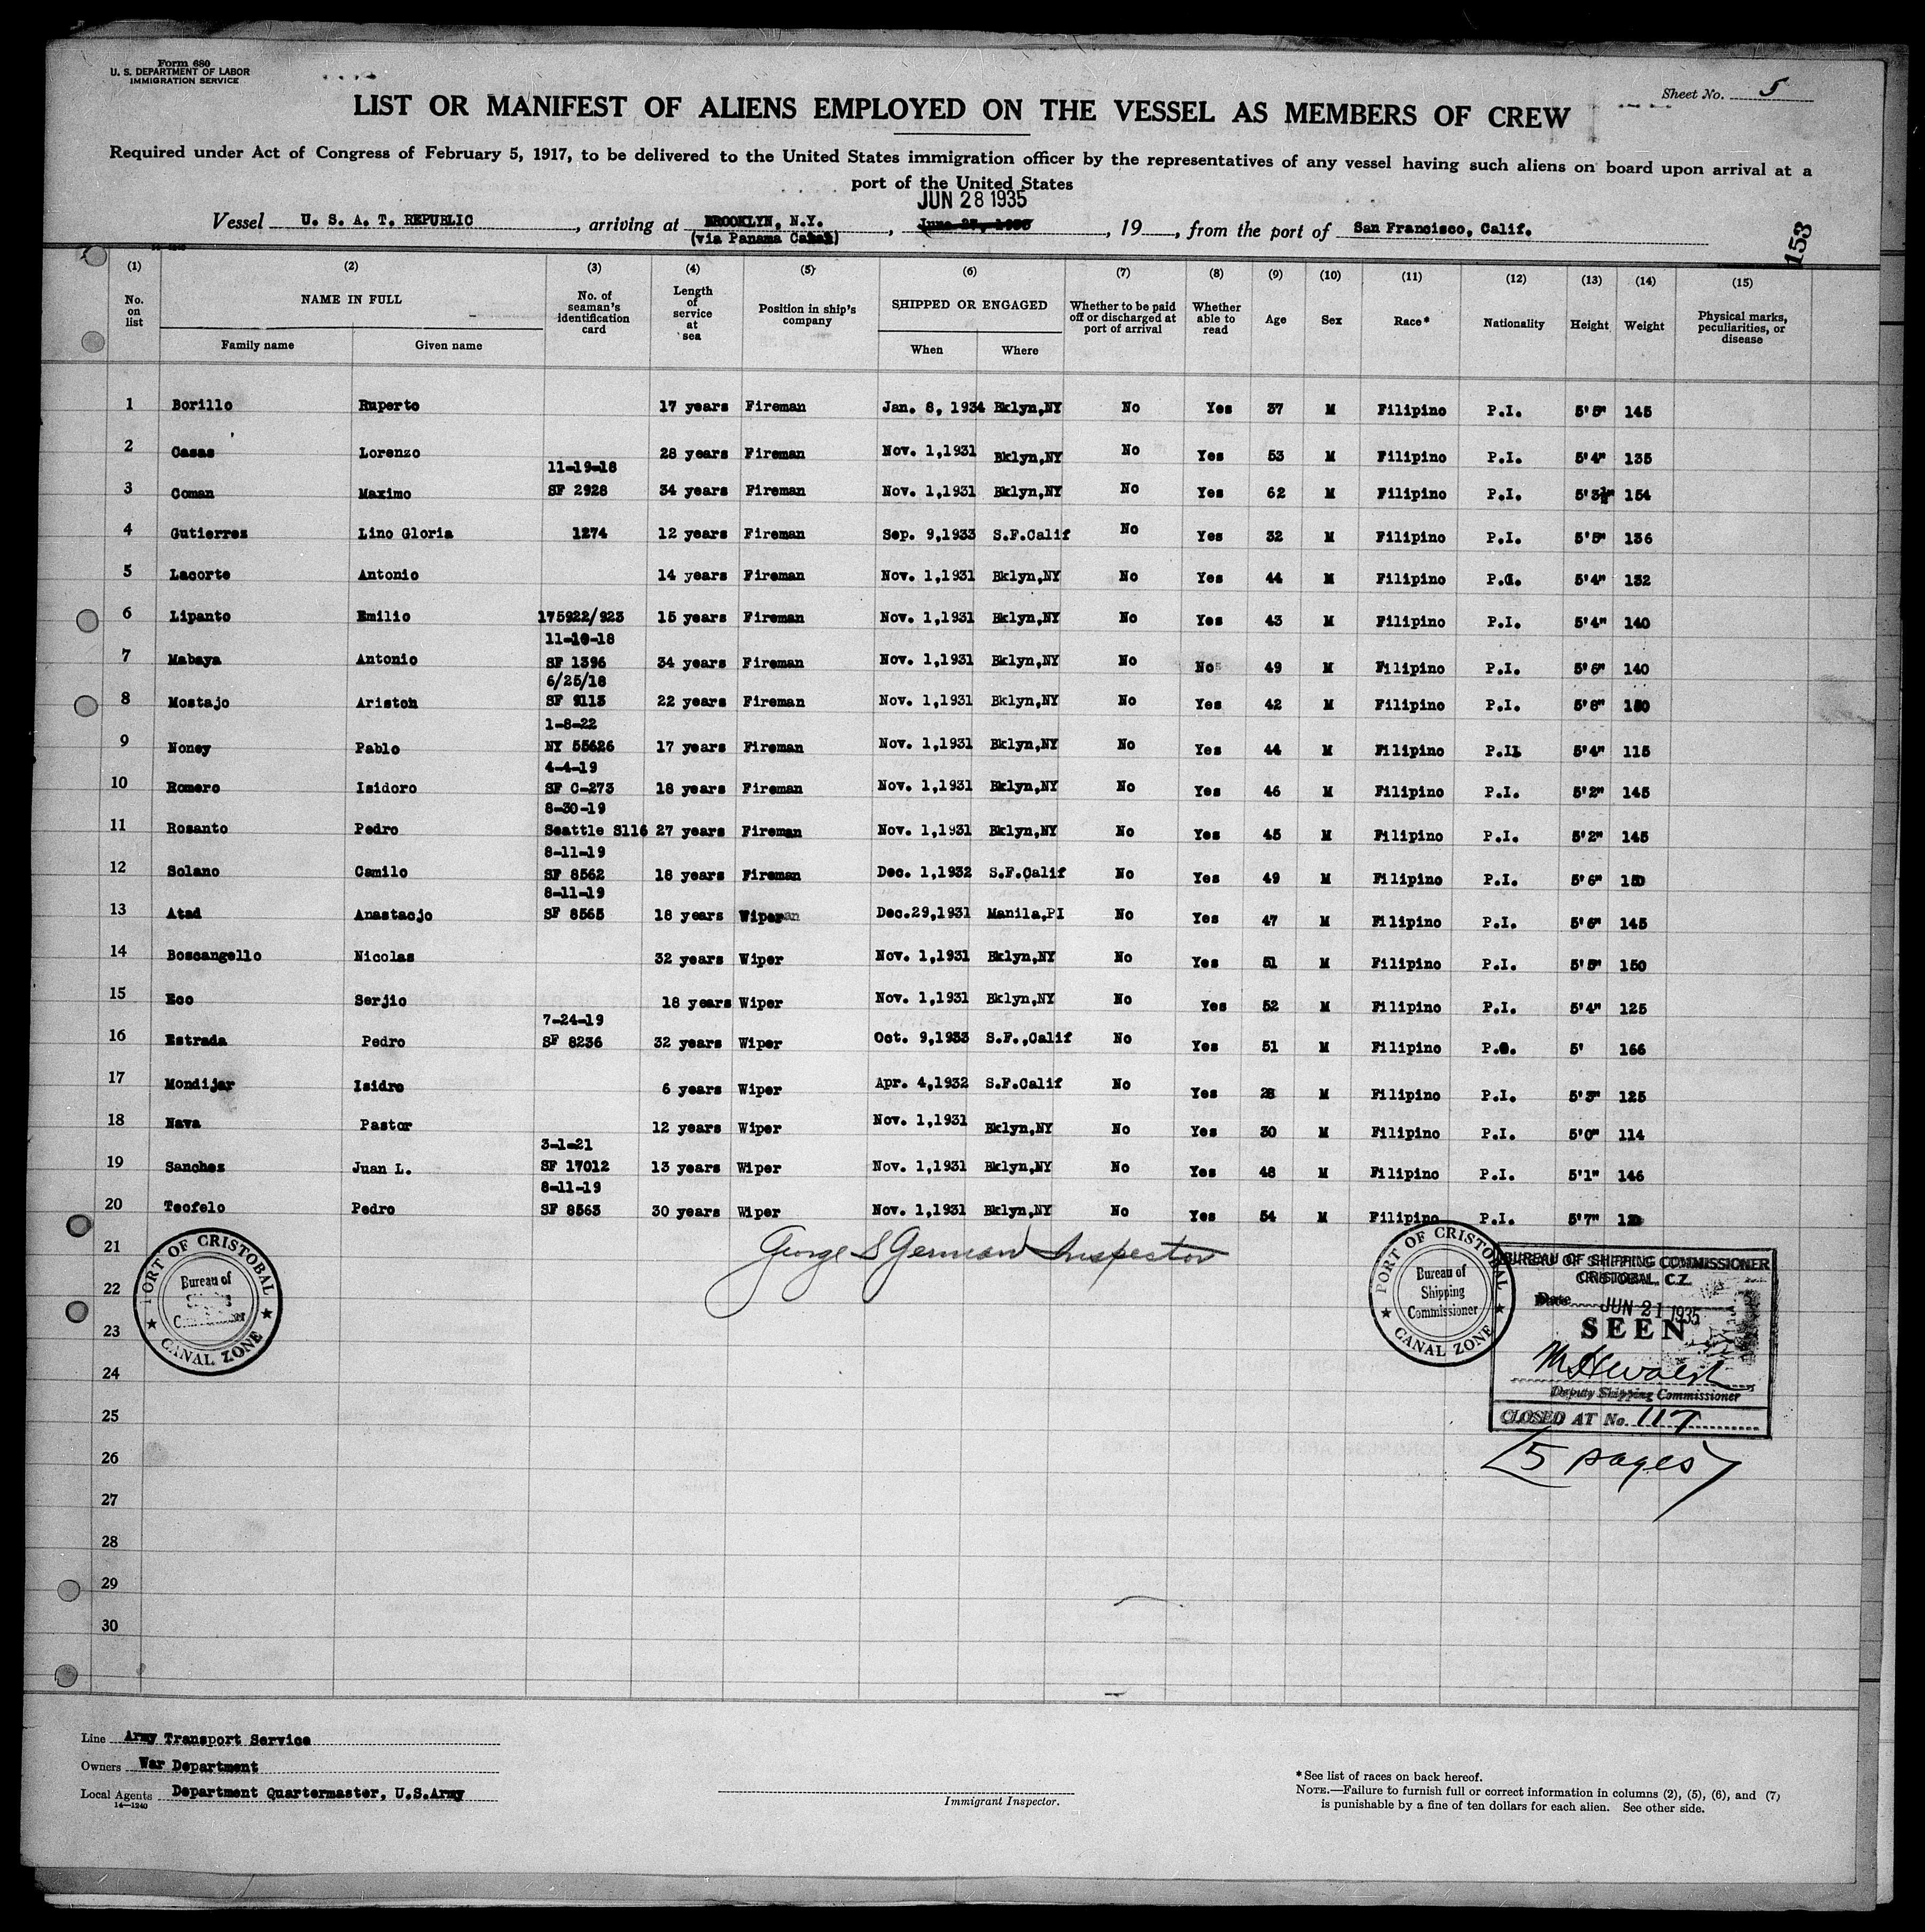 Form 680
U. S. DEPARTMENT OF LABOR
IMMIGRATION SERVICE
Sheet No. 5
LIST OR MANIFEST OF ALIENS EMPLOYED ON THE VESSEL AS MEMBERS OF CREW
Required under Act of Congress of February 5, 1917, to be delivered to the United States immigration officer by the representatives of any vessel having such aliens on board upon arrival at a
port of the United States
JUN 28 1935
Vessel U. S. A. T. REPUBLIC, arriving at BROOKLYN, N.Y., 19, from the port of San Francisco, Calif.
(via Panama Canal)
153
(1) (2) (3) (4) (5) (6) (7) (8) (9) (10) (11) (12) (13) (14) (15)
No. on list NAME IN FULL No. of seaman's identification card Length of service at sea Position in ship's company SHIPPED OR ENGAGED Whether to be paid off or discharged at port of arrival Whether able to read Age Sex Race* Nationality Height Weight Physical marks, peculiarities, or disease
Family name Given name When Where
1 Borillo Ruperto 17 years Fireman Jan. 8, 1934 Bklyn,NY No Yes 37 M Filipino P.I. 5'5" 145
2 Casas Lorenzo 28 years Fireman Nov. 1,1931 Bklyn,NY No Yes 53 M Filipino P.I. 5'4" 135
11-19-18
3 Coman Maximo SF 2928 34 years Fireman Nov. 1,1931 Bklyn,NY No Yes 62 M Filipino P.I. 5'3½" 154
4 Gutierrez Lino Gloria 1274 12 years Fireman Sep. 9,1933 S.F.Calif No Yes 32 M Filipino P.I. 5'5" 136
5 Lacorte Antonio 14 years Fireman Nov. 1,1931 Bklyn,NY No Yes 44 M Filipino 5'4" 132
6 Lipanto Emilio 175922/923 15 years Fireman Nov. 1,1931 Bklyn,NY No Yes 43 M Filipino P.I. 5'4" 140
11-19-18
7 Mabaya Antonio SF 1396 34 years Fireman Nov. 1,1931 Bklyn,NY No No 49 M Filipino P.I. 5'6" 140
6/25/18
8 Mostajo Ariston SF 9113 22 years Fireman Nov. 1,1931 Bklyn,NY No Yes 42 M Filipino P.I. 5'8"
1-8-22
9 Noney Pablo NY 55626 17 years Fireman Nov. 1,1931 Bklyn,NY No Yes 44 M Filipino P.I. 5'4" 115
4-4-19
10 Romero Isidoro SF C-273 18 years Fireman Nov. 1,1931 Bklyn,NY No Yes 46 M Filipino P.I. 5'2" 145
8-30-19
11 Rosanto Pedro Seattle S116 27 years Fireman Nov. 1,1931 Bklyn,NY No Yes 45 M Filipino P.I. 5'2" 145
8-11-19
12 Solano Camilo SF 8562 18 years Fireman Dec. 1,1932 S.F.Calif No Yes 49 M Filipino P.I. 5'6" 150
8-11-19
13 Atad Anastacjo SF 8565 18 years Wiper Dec.29,1931 Manila,PI No Yes 47 M Filipino P.I. 5'6" 145
14 Boscangello Nicolas 32 years Wiper Nov. 1,1931 Bklyn,NY No Yes 51 M Filipino P.I. 5'5" 150
15 Eco Serjio 18 years Wiper Nov. 1,1931 Bklyn,NY No Yes 52 M Filipino P.I. 5'4" 125
7-24-19
16 Estrada Pedro SF 8236 32 years Wiper Oct. 9,1933 S.F.,Calif No Yes 51 M Filipino 5' 166
17 Mondijar Isidro 6 years Wiper Apr. 4,1932 S.F.Calif No Yes 28 M Filipino P.I. 5'3" 125
18 Nava Pastor 12 years Wiper Nov. 1,1931 Bklyn,NY No Yes 30 M Filipino P.I. 5'0" 114
3-1-21
19 Sanchez Juan L. SF 17012 13 years Wiper Nov. 1,1931 Bklyn,NY No Yes 48 M Filipino P.I. 5'1" 146
8-11-19
20 Teofelo Pedro SF 8563 30 years Wiper Nov. 1,1931 Bklyn,NY No Yes 54 M Filipino P.I. 5'7"
21
22
23
24
25
26
27
28
29
30
George S German Inspector
PORT OF CRISTOBAL
Bureau of
CANAL ZONE
PORT OF CRISTOBAL
Bureau of
Shipping
Commissioner
CANAL ZONE
BUREAU OF SHIPPING COMMISSIONER
CRISTOBAL, C.Z.
Date JUN 21 1935
SEEN
Deputy Shipping Commissioner
CLOSED AT No. 117
5 pages
Line Army Transport Service
Owners War Department
Local Agents Department Quartermaster, U.S.Army
14-1240
Immigrant Inspector.
*See list of races on back hereof.
NOTE.—Failure to furnish full or correct information in columns (2), (5), (6), and (7)
is punishable by a fine of ten dollars for each alien. See other side.